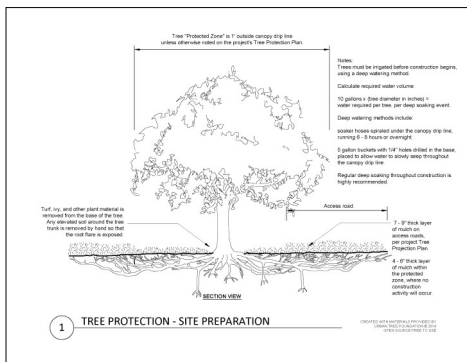 Tree "Protected Zone" is 1' outside canopy drip line
unless otherwise noted on the project's Tree Protection Plan.
Notes:
Trees must be irrigated before construction begins,
using a deep watering method.
Calculate required water volume:
10 gallons x (tree diameter in inches) =
water required per tree, per deep soaking event.
Deep watering methods include:
soaker hoses spiraled under the canopy drip line,
running 6 - 8 hours or overnight
5 gallon buckets with 1/4" holes drilled in the base,
placed to allow water to slowly seep throughout
the canopy drip line.
Regular deep soaking throughout construction is
highly recommended.
Access road.
Turf, ivy, and other plant material is
removed from the base of the tree.
Any elevated soil around the tree
trunk is removed by hand so that
the root flare is exposed.
7 - 9" thick layer
of mulch on
access roads,
per project Tree
Projection Plan.
4 - 6" thick layer
of mulch within
the protected
zone, where no
construction
activity will occur.
SECTION VIEW
1 TREE PROTECTION - SITE PREPARATION
CREATED WITH MATERIALS PROVIDED BY
URBAN TREE FOUNDATION © 2014
OPEN SOURCE FREE TO USE